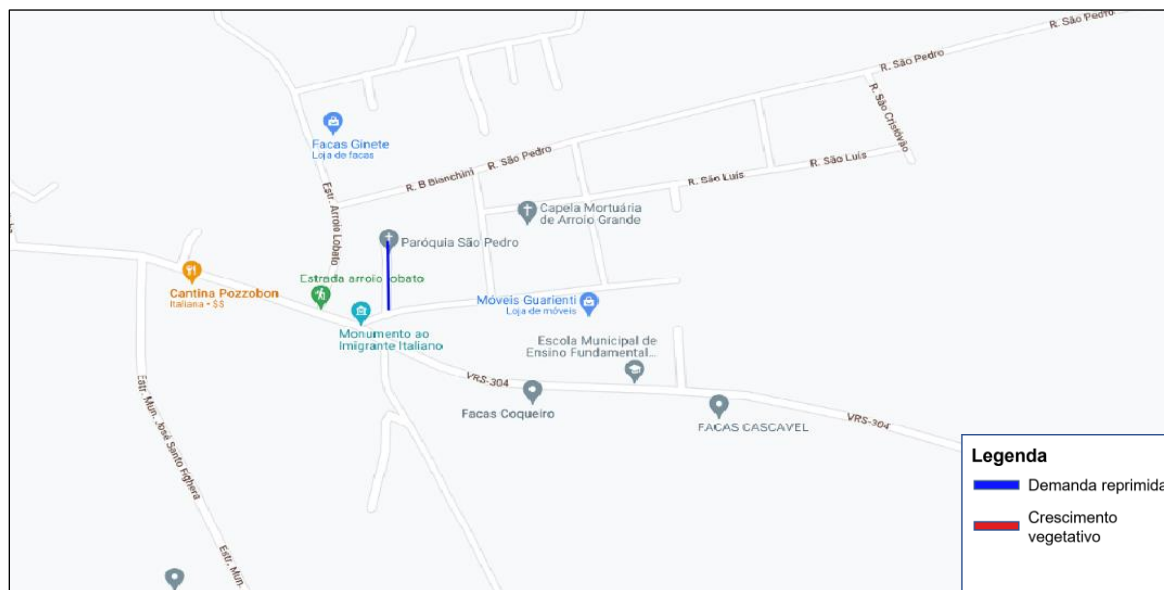 R. São Pedro
R. São Pedro
R. São Cristóvão
Facas Ginete
Loja de facas
R. São Pedro
R. São Luis
R. B Bianchini
R. São Luis
Estr. Arroio Lobato
Capela Mortuária
de Arroio Grande
Paróquia São Pedro
Estrada arroio lobato
Cantina Pozzobon
Italiana • $$
Móveis Guarienti
Loja de móveis
Monumento ao
Imigrante Italiano
Escola Municipal de
Ensino Fundamental...
VRS-304
Facas Coqueiro
FACAS CASCAVEL
VRS-304
Estr. Mun. José Santo Fighera
Estr. Mun.
Legenda
Demanda reprimida
Crescimento
vegetativo